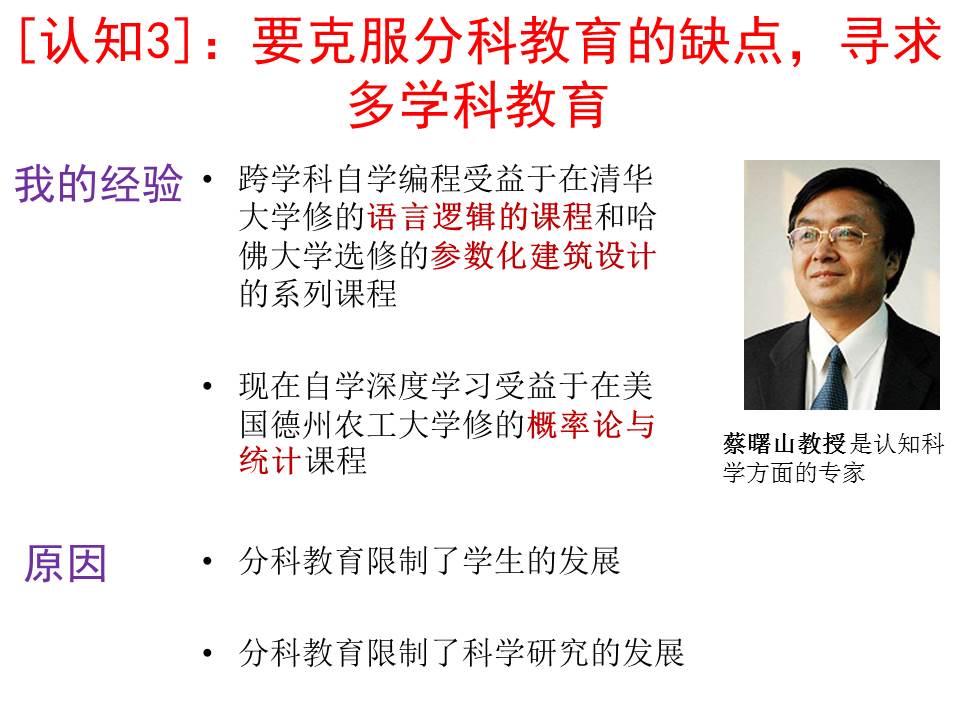 [认知3]：要克服分科教育的缺点，寻求
多学科教育
我的经验
• 跨学科自学编程受益于在清华
大学修的语言逻辑的课程和哈
佛大学选修的参数化建筑设计
的系列课程
• 现在自学深度学习受益于在美
国德州农工大学修的概率论与
统计课程
蔡曙山教授是认知科
学方面的专家
原因
• 分科教育限制了学生的发展
• 分科教育限制了科学研究的发展